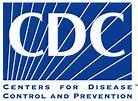 CDC
CENTERS FOR DISEASE
CONTROL AND PREVENTION